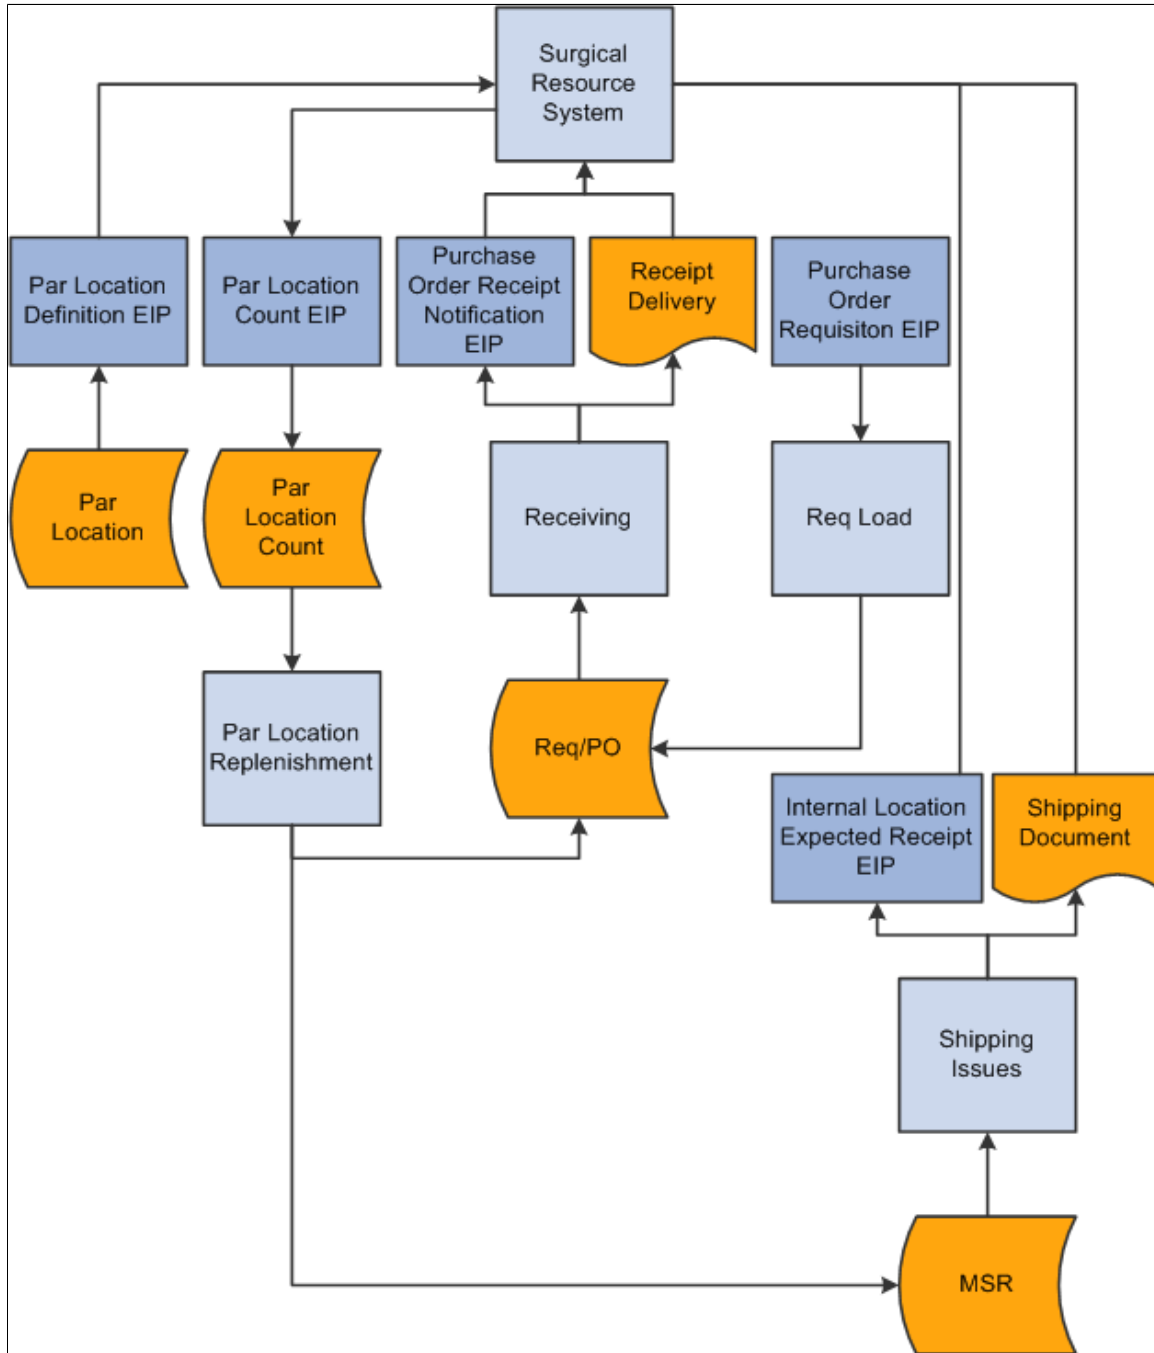 Surgical
Resource
System
Par Location
Definition EIP
Par Location
Count EIP
Purchase
Order Receipt
Notification
EIP
Receipt
Delivery
Purchase
Order
Requisiton EIP
Par
Location
Par
Location
Count
Receiving
Req Load
Par Location
Replenishment
Req/PO
Internal Location
Expected Receipt
EIP
Shipping
Document
Shipping
Issues
MSR